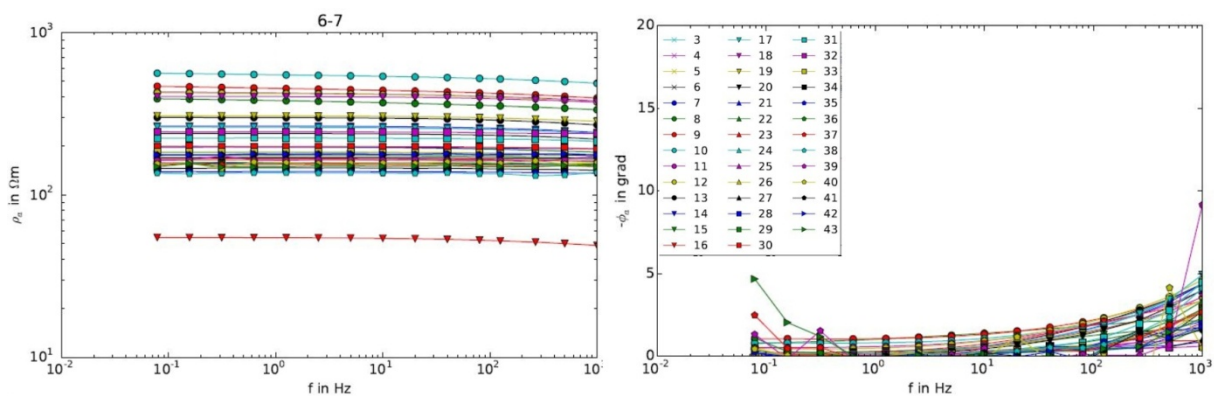 6-7
10³
10²
10¹
ρₐ in Ωm
10⁻² 10⁻¹ 10⁰ 10¹ 10² 10
f in Hz
20
15
10
5
0
-ϕₐ in grad
3 17 31
4 18 32
5 19 33
6 20 34
7 21 35
8 22 36
9 23 37
10 24 38
11 25 39
12 26 40
13 27 41
14 28 42
15 29 43
16 30
10⁻² 10⁻¹ 10⁰ 10¹ 10² 10³
f in Hz